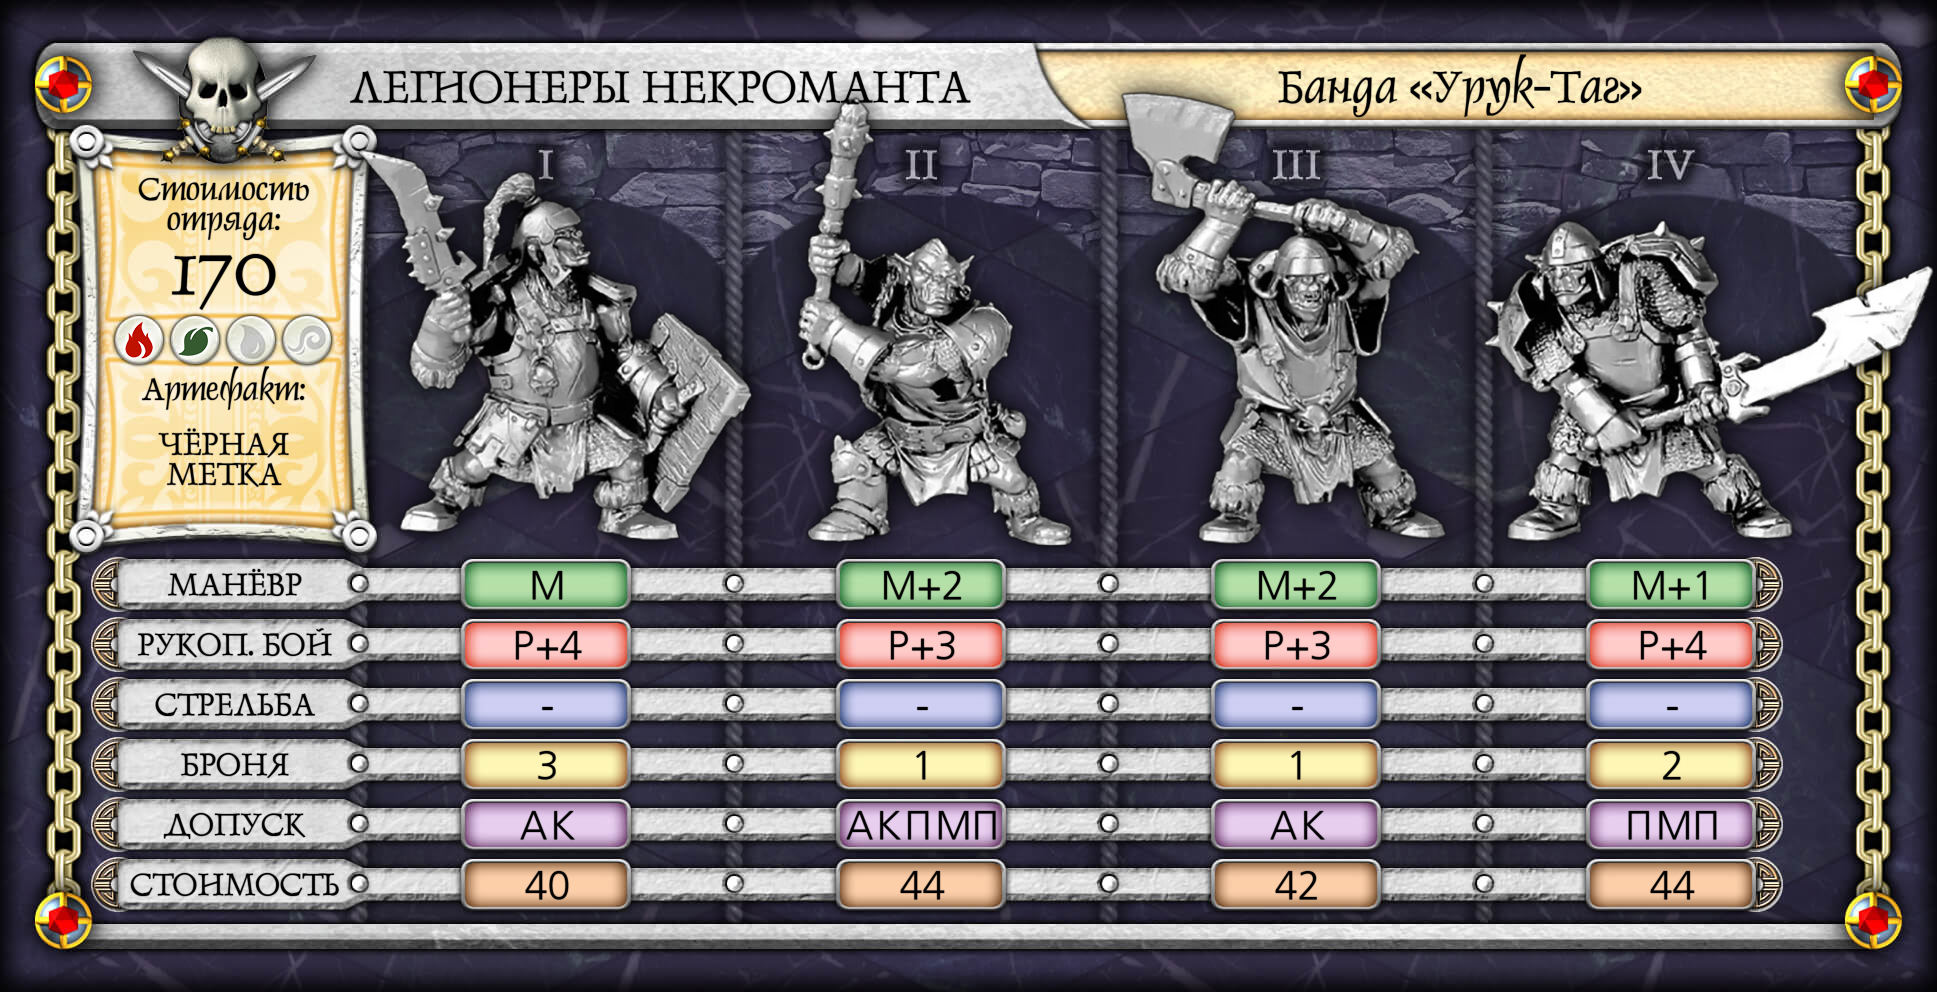 ЛЕГИОНЕРЫ НЕКРОМАНТА
Банда «Урук-Таг»
Стоимость
отряда:
170
Артефакт:
ЧЁРНАЯ
МЕТКА
I II III IV
МАНЁВР М М+2 М+2 М+1
РУКОП. БОЙ Р+4 Р+3 Р+3 Р+4
СТРЕЛЬБА - - - -
БРОНЯ 3 1 1 2
ДОПУСК АК АКПМП АК ПМП
СТОИМОСТЬ 40 44 42 44